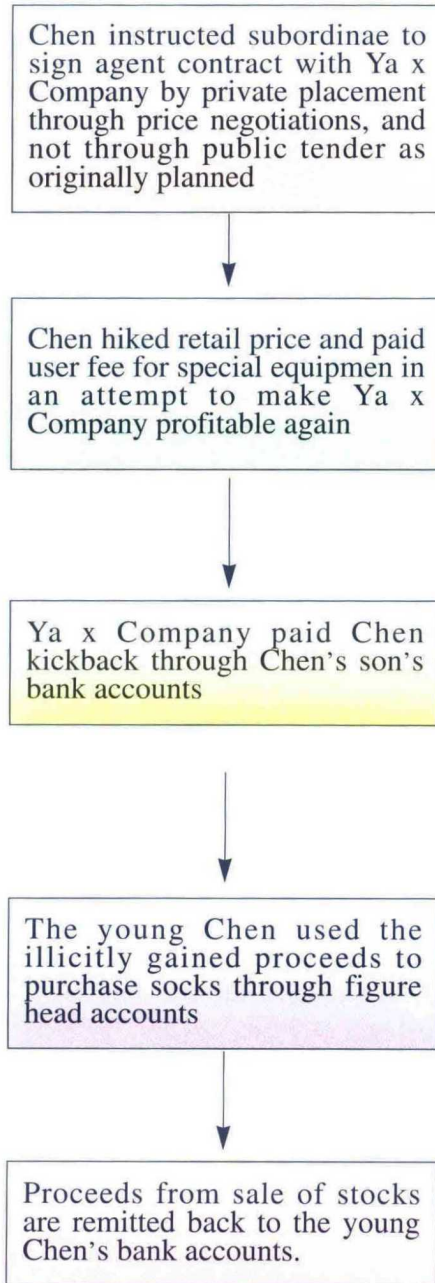 Chen instructed subordinae to
sign agent contract with Ya x
Company by private placement
through price negotiations, and
not through public tender as
originally planned
Chen hiked retail price and paid
user fee for special equipmen in
an attempt to make Ya x
Company profitable again
Ya x Company paid Chen
kickback through Chen's son's
bank accounts
The young Chen used the
illicitly gained proceeds to
purchase socks through figure
head accounts
Proceeds from sale of stocks
are remitted back to the young
Chen's bank accounts.